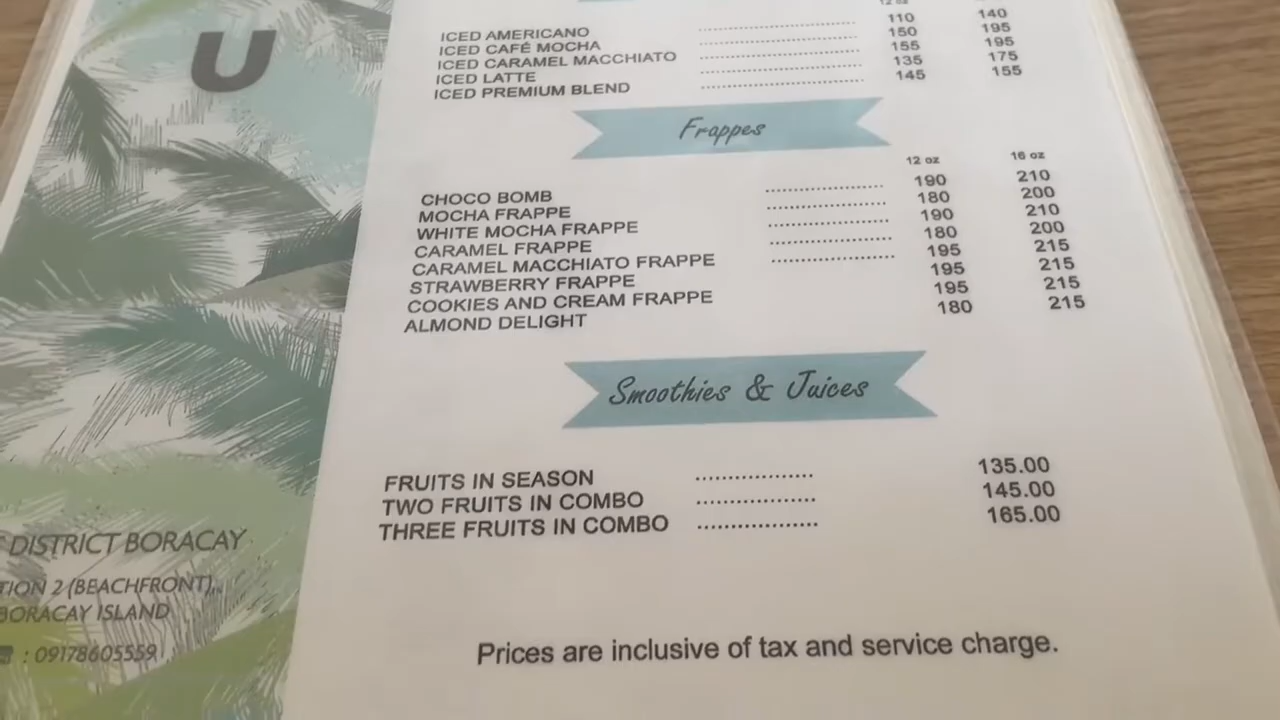 U
12 oz
ICED AMERICANO .................... 110 140
ICED CAFÉ MOCHA .................... 150 195
ICED CARAMEL MACCHIATO .................... 155 195
ICED LATTE .................... 135 175
ICED PREMIUM BLEND .................... 145 155
Frappes
12 oz 16 oz
CHOCO BOMB .................... 190 210
MOCHA FRAPPE .................... 180 200
WHITE MOCHA FRAPPE .................... 190 210
CARAMEL FRAPPE .................... 180 200
CARAMEL MACCHIATO FRAPPE .................... 195 215
STRAWBERRY FRAPPE 195 215
COOKIES AND CREAM FRAPPE 195 215
ALMOND DELIGHT 180 215
Smoothies & Juices
FRUITS IN SEASON .................... 135.00
TWO FRUITS IN COMBO .................... 145.00
THREE FRUITS IN COMBO .................... 165.00
Prices are inclusive of tax and service charge.
DISTRICT BORACAY
TION 2 (BEACHFRONT),
BORACAY ISLAND
: 09178605559